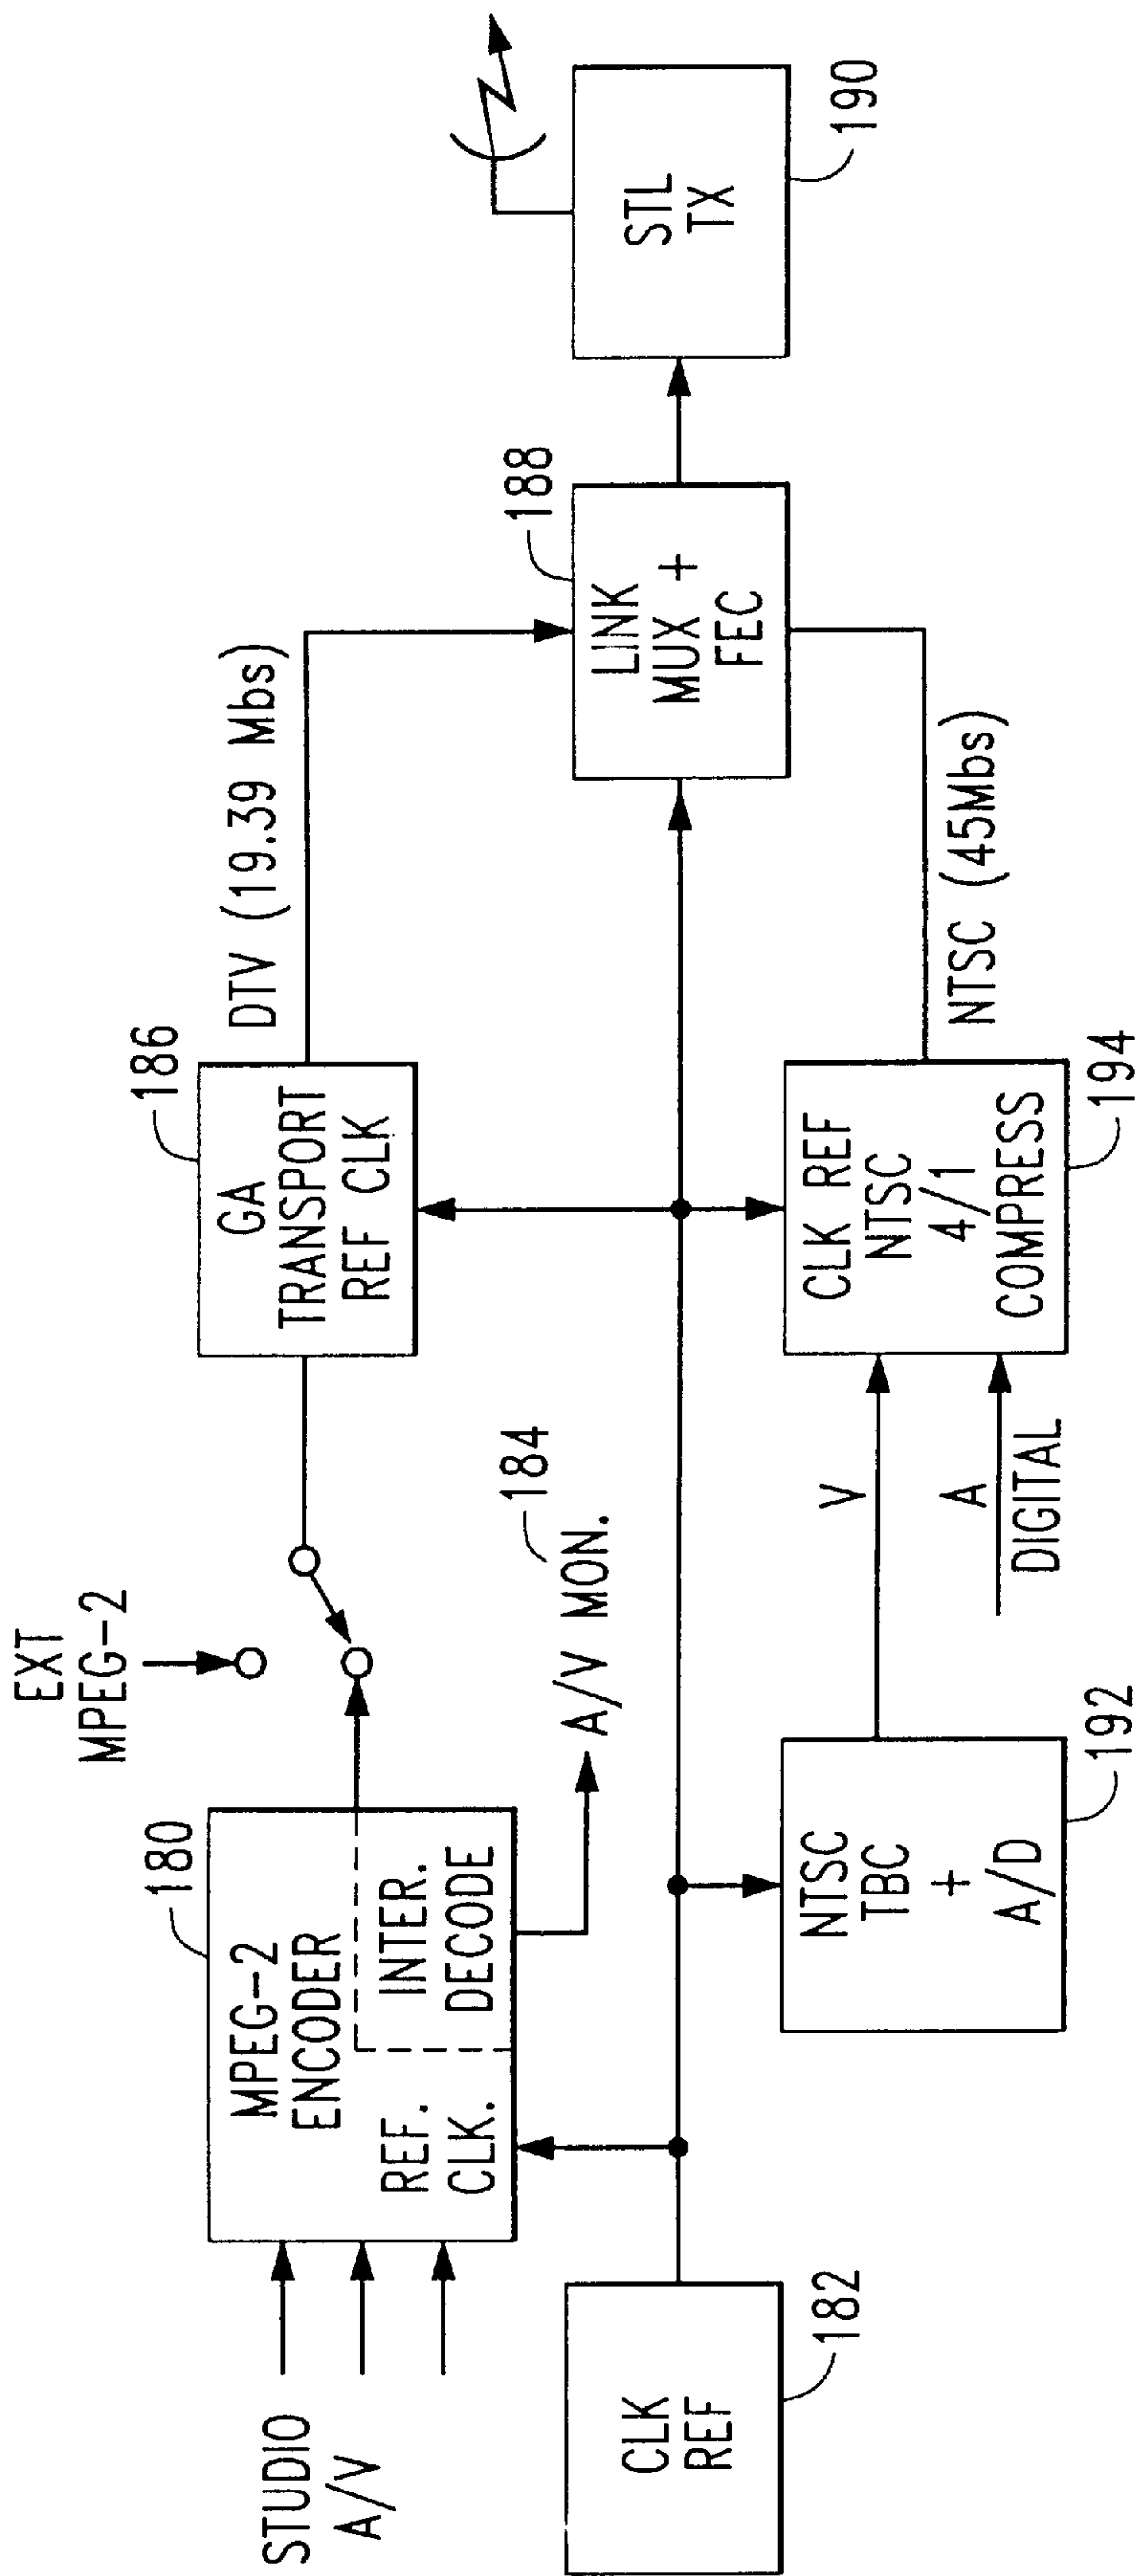 STUDIO
A/V
180
MPEG-2
ENCODER
REF.
CLK.
INTER.
DECODE
EXT
MPEG-2
A/V MON.
184
186
GA
TRANSPORT
REF CLK
DTV (19.39 Mbs)
CLK
REF
182
188
LINK
MUX +
FEC
STL
TX
190
NTSC
TBC
+
A/D
192
V
A
DIGITAL
CLK REF
NTSC
4/1
COMPRESS
194
NTSC (45Mbs)